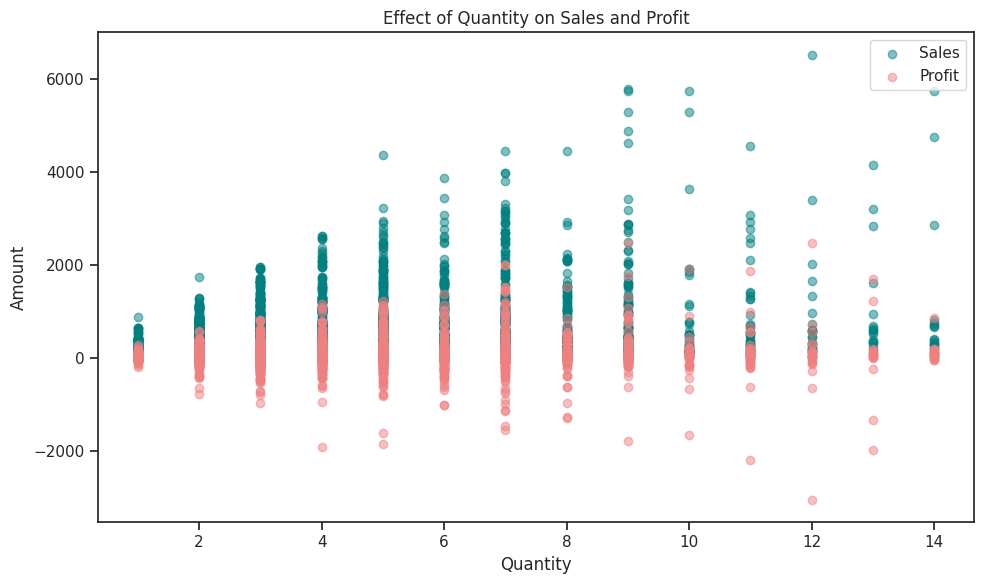 Effect of Quantity on Sales and Profit
Sales
Profit
Amount
6000
4000
2000
0
−2000
2
4
6
8
10
12
14
Quantity